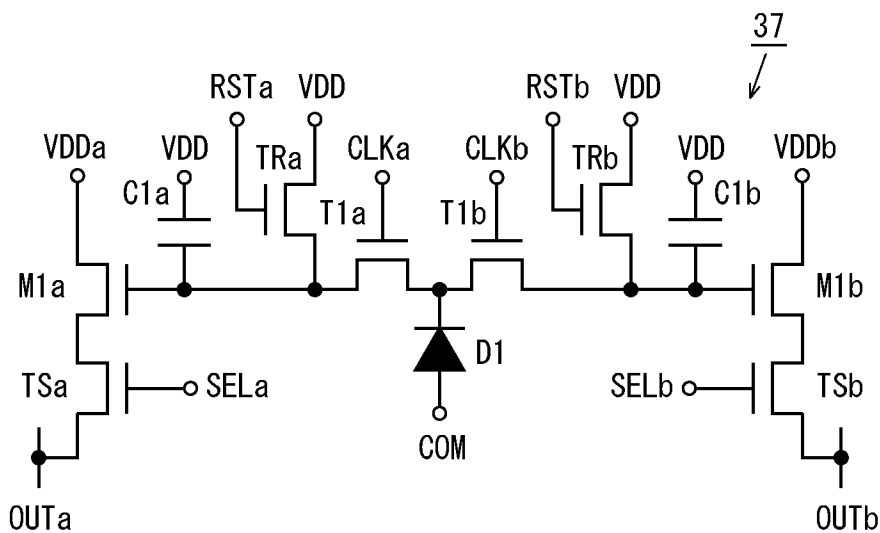 37
RSTa VDD RSTb VDD
VDDa VDD TRa CLKa CLKb TRb VDD VDDb
C1a T1a T1b C1b
M1a M1b
D1
TSa SELa SELb TSb
COM
OUTa OUTb